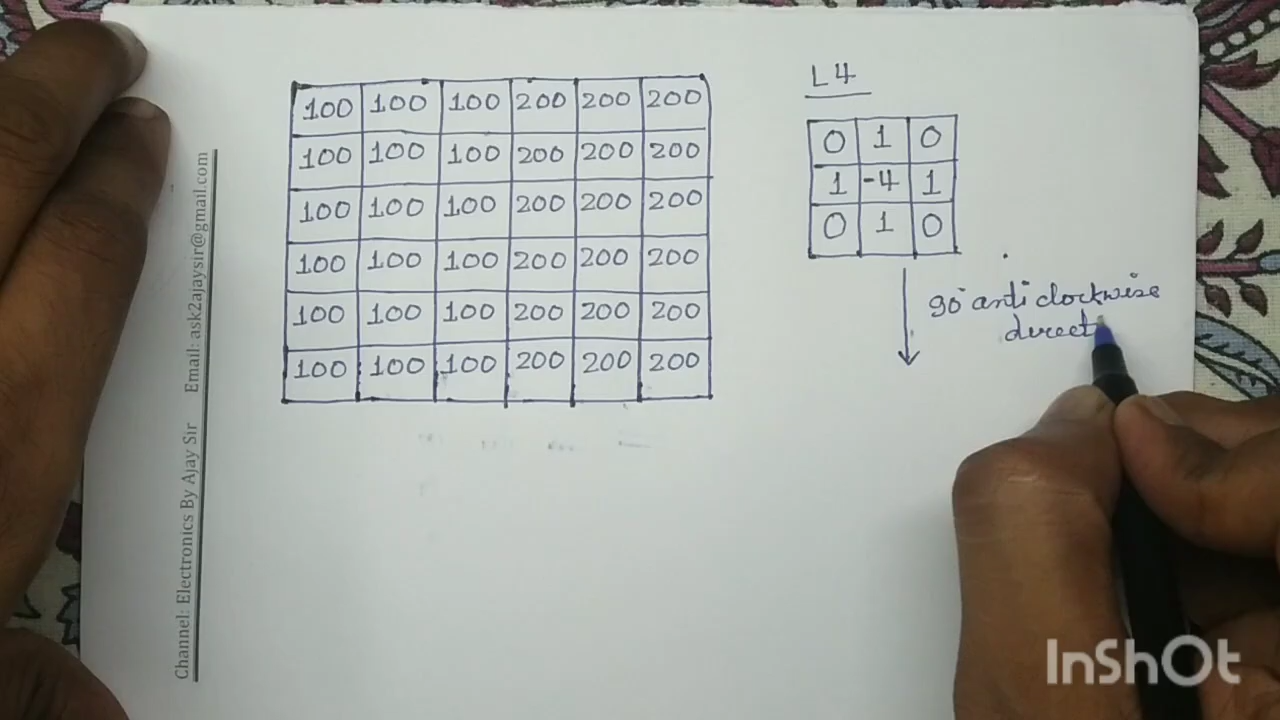 100 100 100 200 200 200
100 100 100 200 200 200
100 100 100 200 200 200
100 100 100 200 200 200
100 100 100 200 200 200
100 100 100 200 200 200
L4
0 1 0
1 -4 1
0 1 0
90° anti clockwise
direct
Channel: Electronics By Ajay Sir Email: ask2ajaysir@gmail.com
InShOt